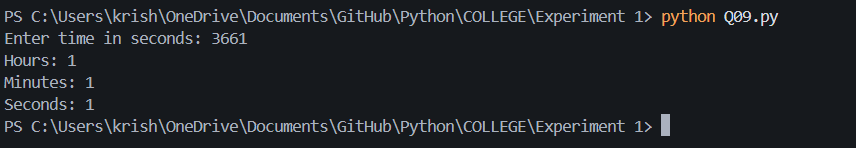 PS C:\Users\krish\OneDrive\Documents\GitHub\Python\COLLEGE\Experiment 1> python Q09.py
Enter time in seconds: 3661
Hours: 1
Minutes: 1
Seconds: 1
PS C:\Users\krish\OneDrive\Documents\GitHub\Python\COLLEGE\Experiment 1>